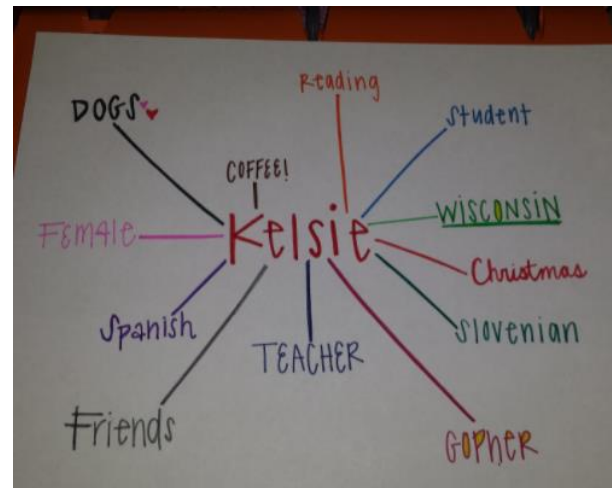 Reading
DOGS
Student
COFFEE!
WISCONSIN
Female
Kelsie
Christmas
Spanish
Slovenian
TEACHER
Friends
GOPHER